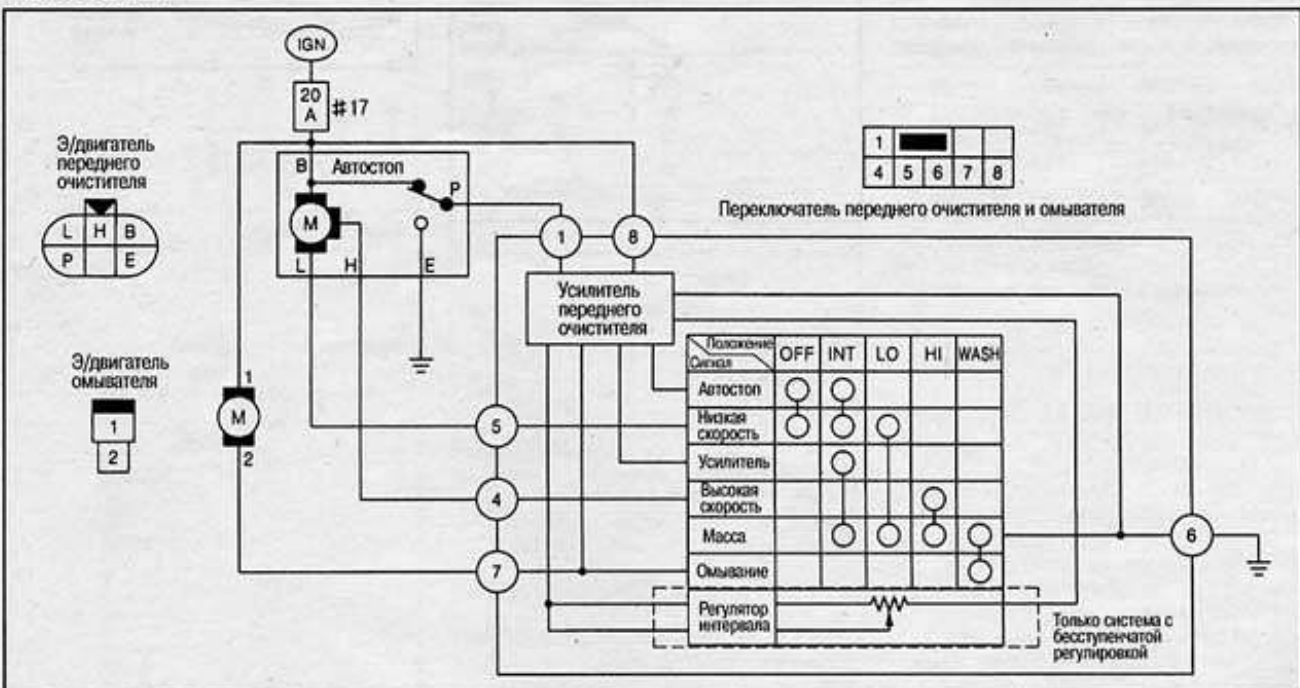 IGN
20
A
#17
Э/двигатель
переднего
очистителя
L H B
P E
B Автостоп
P
M
L H E
1 8
1
4 5 6 7 8
Переключатель переднего очистителя и омывателя
Усилитель
переднего
очистителя
Э/двигатель
омывателя
1
2
1
M
2
5
4
7
6
Положение
Сигнал
OFF INT LO HI WASH
Автостоп
Низкая
скорость
Усилитель
Высокая
скорость
Масса
Омывание
Регулятор
интервала
Только система с
бесступенчатой
регулировкой